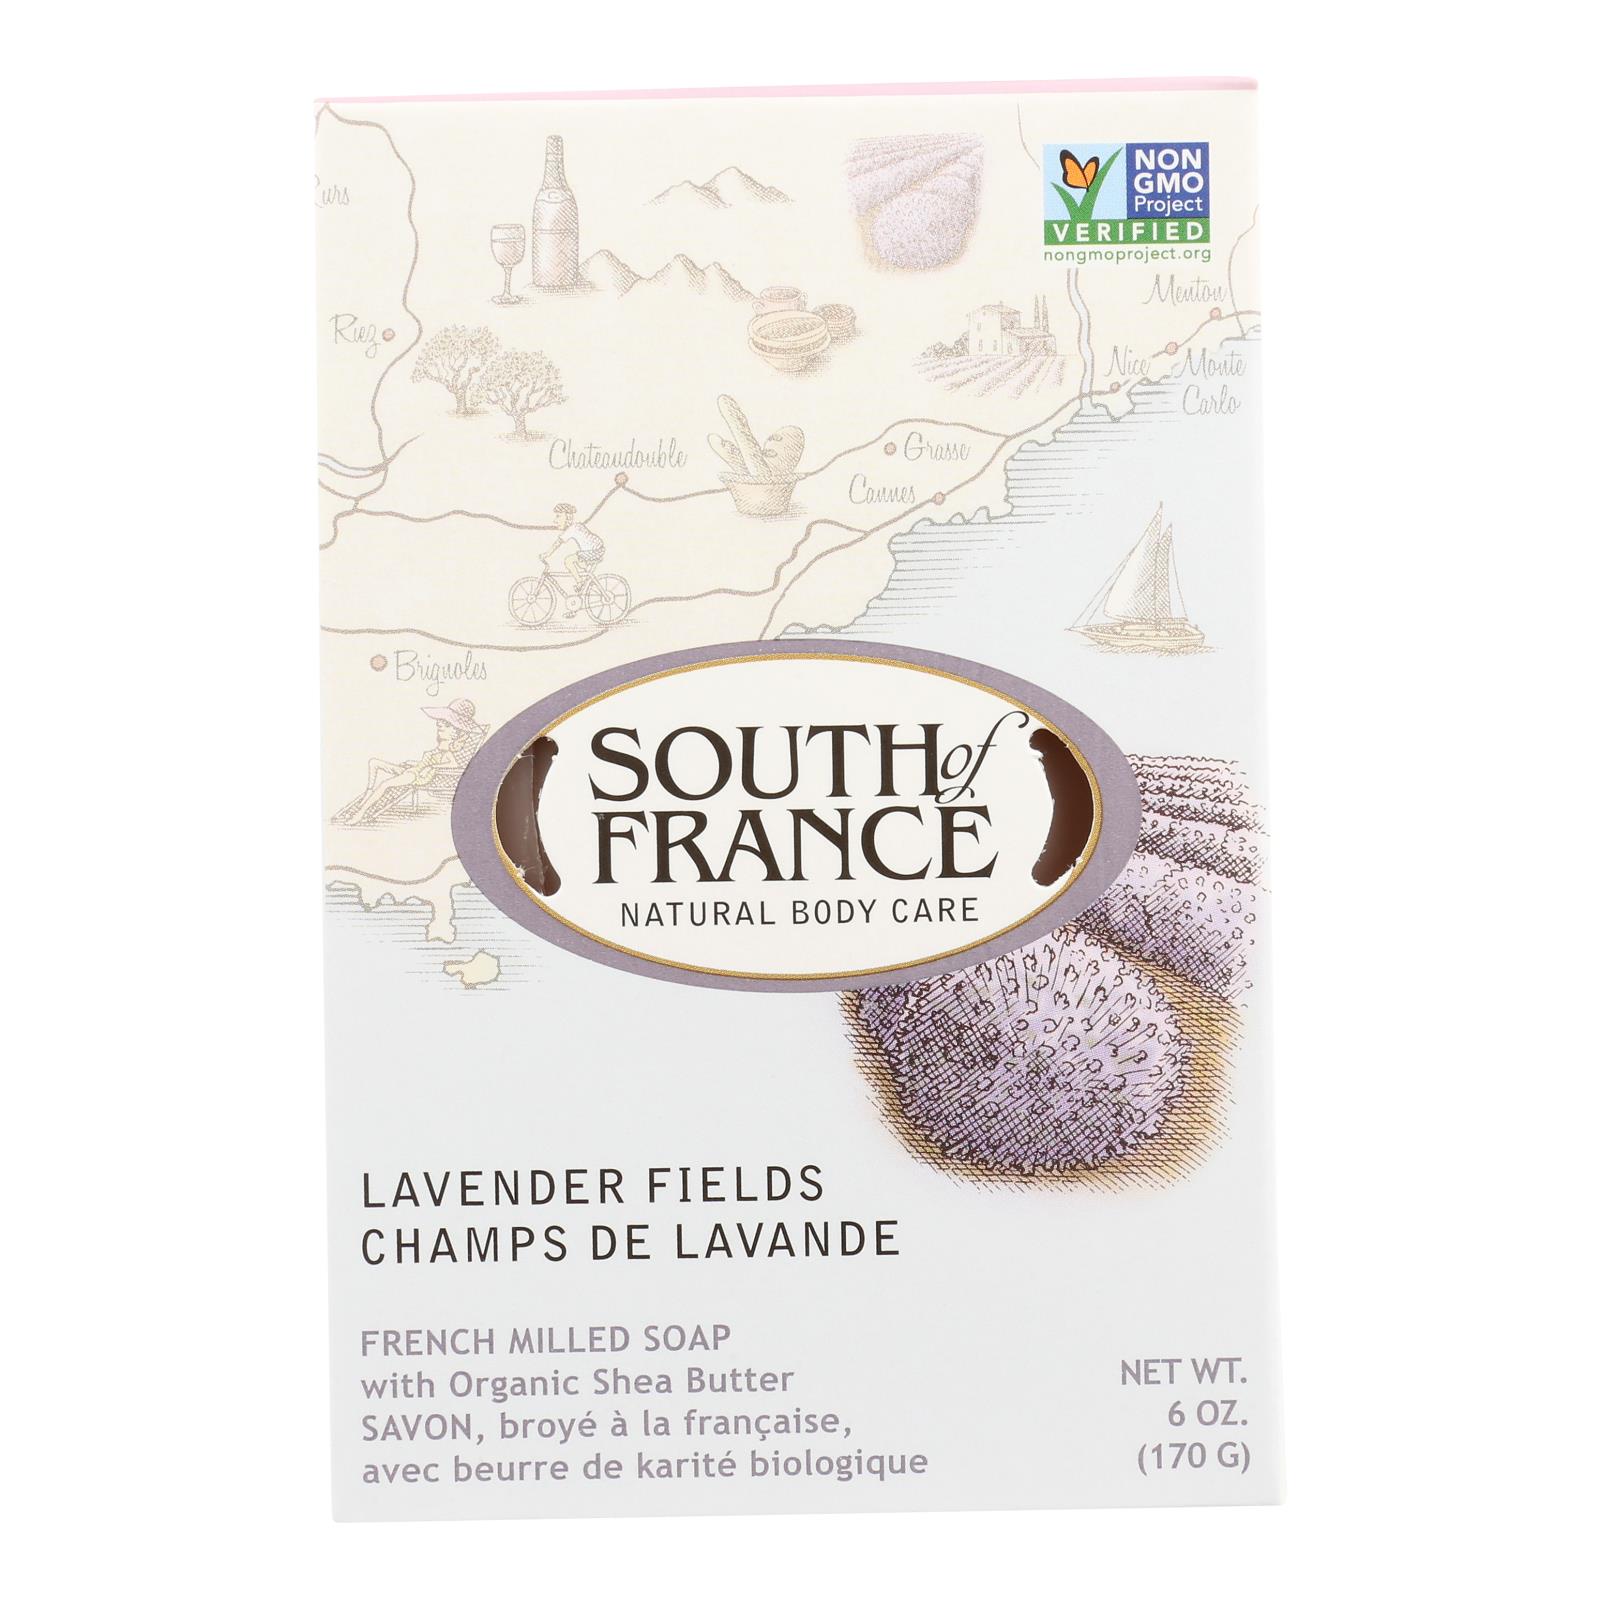 NON
GMO
Project
VERIFIED
nongmoproject.org
Menton
Riez
Nice
Monte
Carlo
Chateaudouble
Grasse
Cannes
Brignoles
SOUTH of
FRANCE
NATURAL BODY CARE
LAVENDER FIELDS
CHAMPS DE LAVANDE
FRENCH MILLED SOAP
with Organic Shea Butter
SAVON, broyé à la française,
avec beurre de karité biologique
NET WT.
6 OZ.
(170 G)